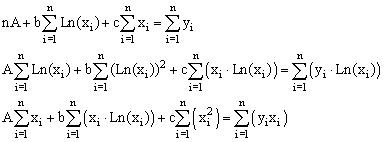 nA + b∑_{i=1}^{n} Ln(x_i) + c∑_{i=1}^{n} x_i = ∑_{i=1}^{n} y_i
A∑_{i=1}^{n} Ln(x_i) + b∑_{i=1}^{n} (Ln(x_i))^2 + c∑_{i=1}^{n} (x_i · Ln(x_i)) = ∑_{i=1}^{n} (y_i · Ln(x_i))
A∑_{i=1}^{n} x_i + b∑_{i=1}^{n} (x_i · Ln(x_i)) + c∑_{i=1}^{n} (x_i^2) = ∑_{i=1}^{n} (y_i x_i)